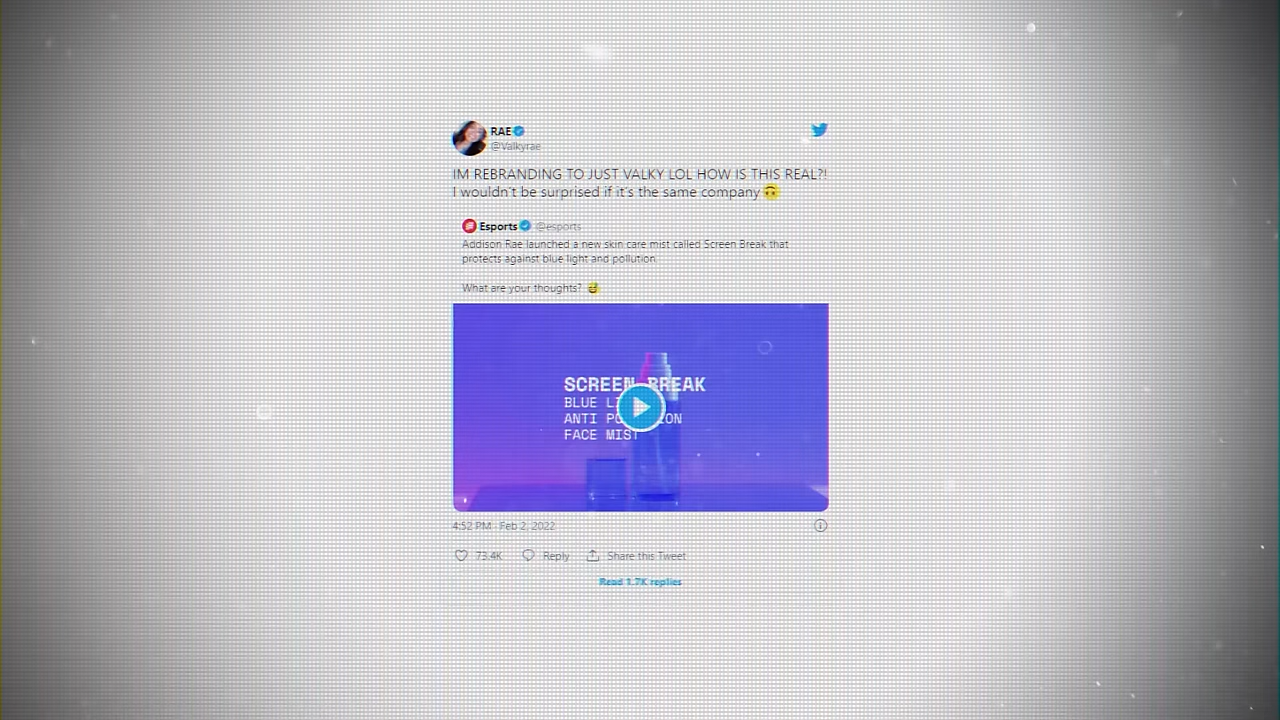 RAE
@Valkyrae
IM REBRANDING TO JUST VALKY LOL HOW IS THIS REAL?!
I wouldn't be surprised if it's the same company 🙃
Esports @esports
Addison Rae launched a new skin care mist called Screen Break that
protects against blue light and pollution.
What are your thoughts? 😅
SCREEN BREAK
BLUE
ANTI
FACE MIST
4:52 PM · Feb 2, 2022
73.4K Reply Share this Tweet
Read 1.7K replies